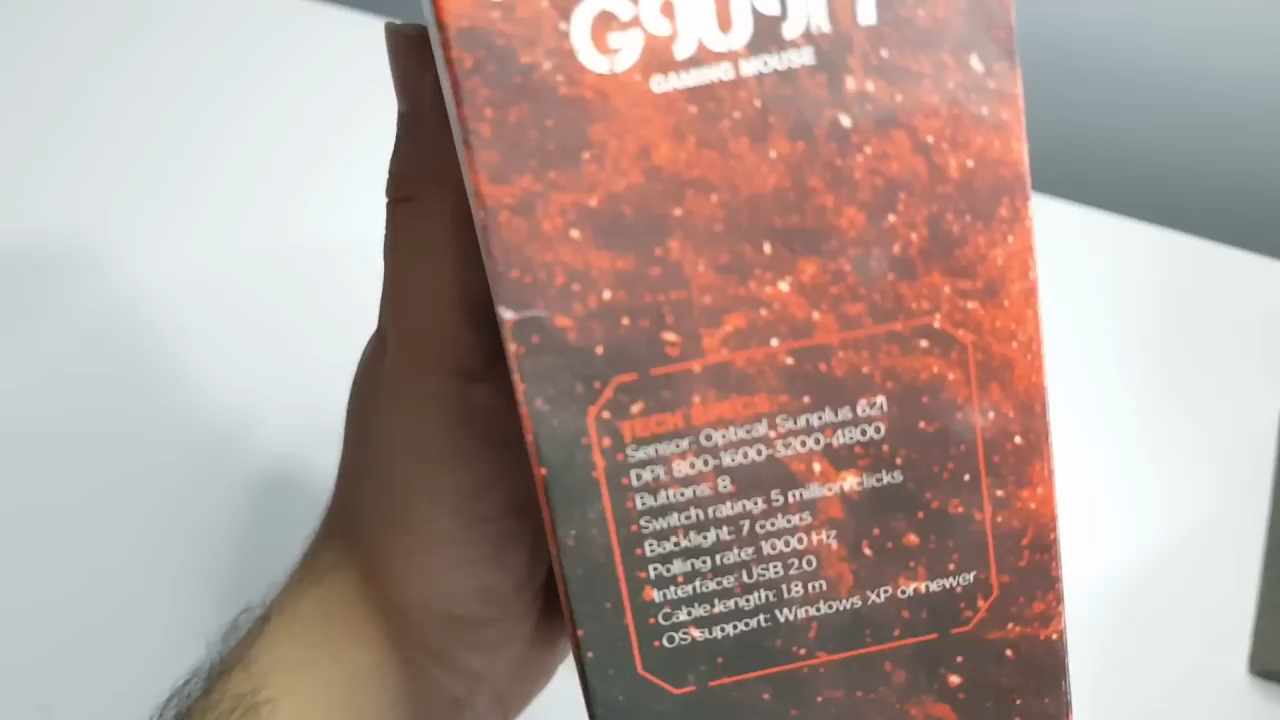 GAMING MOUSE
TECH SPECS:
• Sensor: Optical, Sunplus 621
• DPI: 800-1600-3200-4800
• Buttons: 8
• Switch rating: 5 million clicks
• Backlight: 7 colors
• Polling rate: 1000 Hz
• Interface: USB 2.0
• Cable length: 1.8 m
• OS support: Windows XP or newer